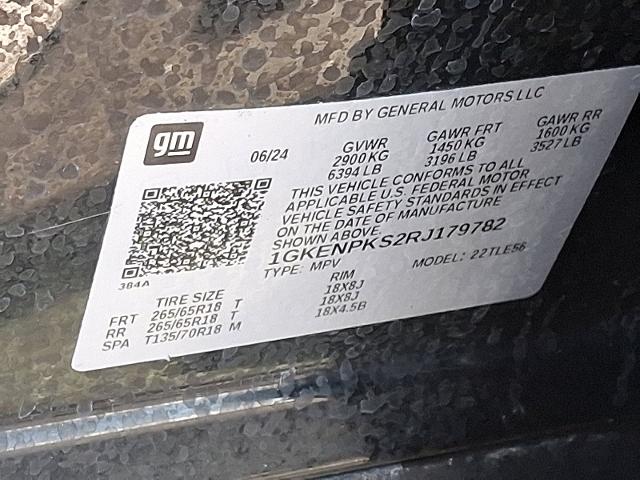 MFD BY GENERAL MOTORS LLC
gm
06/24
GVWR GAWR FRT GAWR RR
2900 KG 1450 KG 1600 KG
6394 LB 3196 LB 3527 LB
THIS VEHICLE CONFORMS TO ALL
APPLICABLE U.S. FEDERAL MOTOR
VEHICLE SAFETY STANDARDS IN EFFECT
ON THE DATE OF MANUFACTURE
SHOWN ABOVE.
1GKENPKS2RJ179782
TYPE: MPV MODEL: 22TLE56
384A
TIRE SIZE RIM
FRT 265/65R18 T 18X8J
RR 265/65R18 T 18X8J
SPA T135/70R18 M 18X4.5B